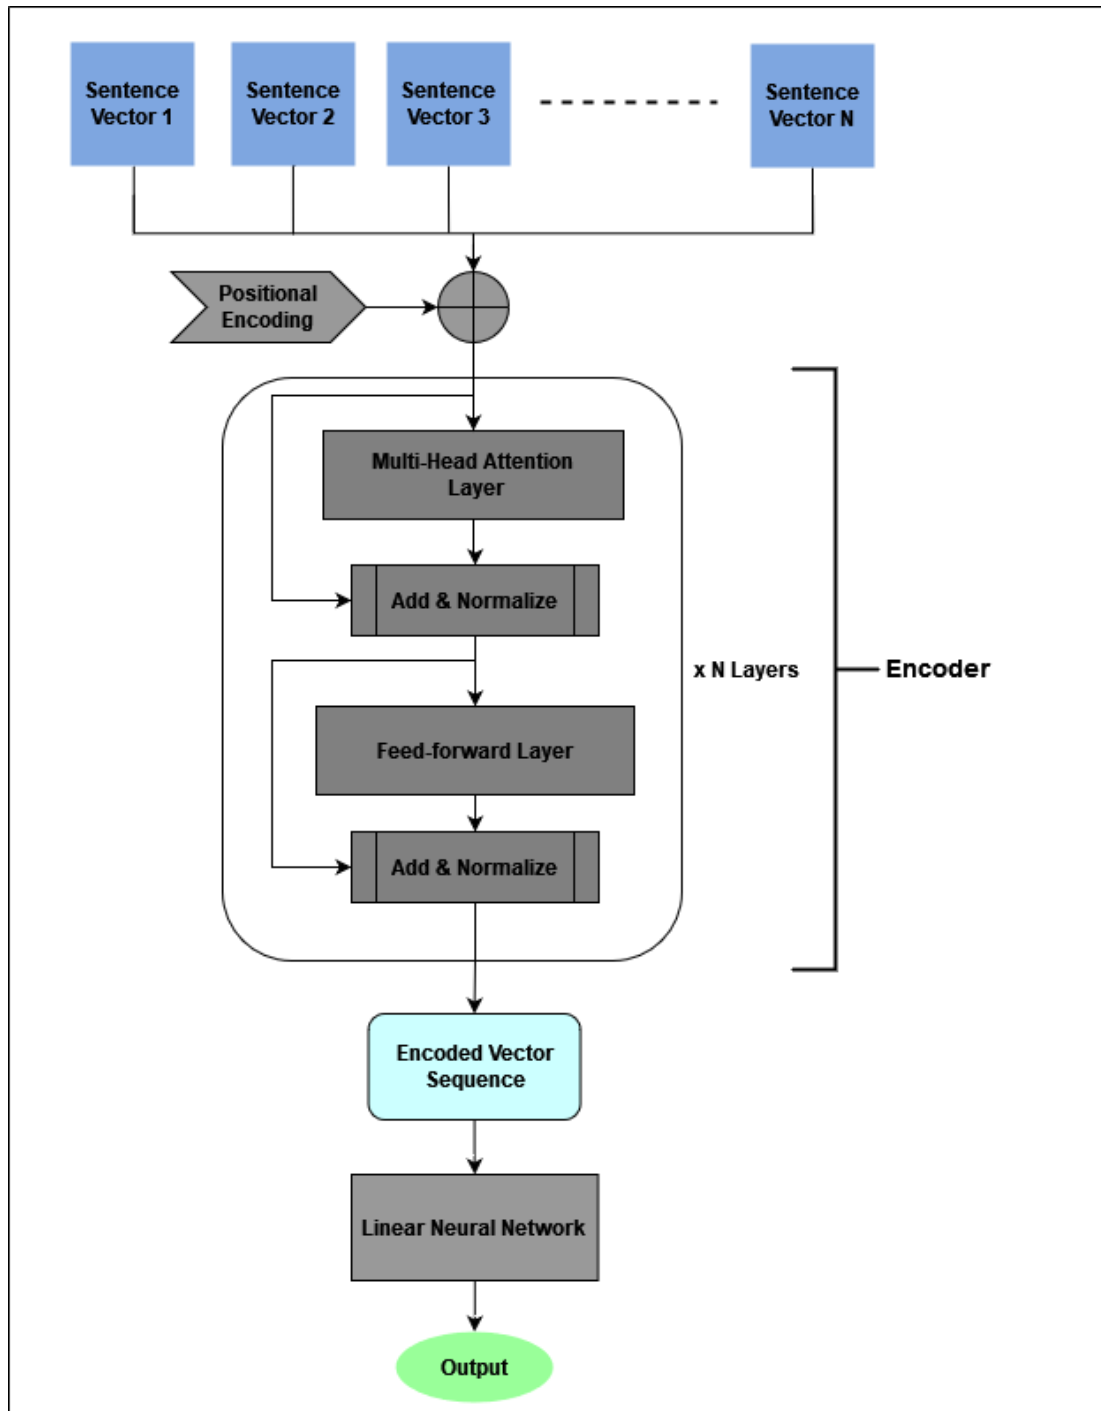 Sentence
Vector 1
Sentence
Vector 2
Sentence
Vector 3
Sentence
Vector N
Positional
Encoding
Multi-Head Attention
Layer
Add & Normalize
x N Layers
Encoder
Feed-forward Layer
Add & Normalize
Encoded Vector
Sequence
Linear Neural Network
Output